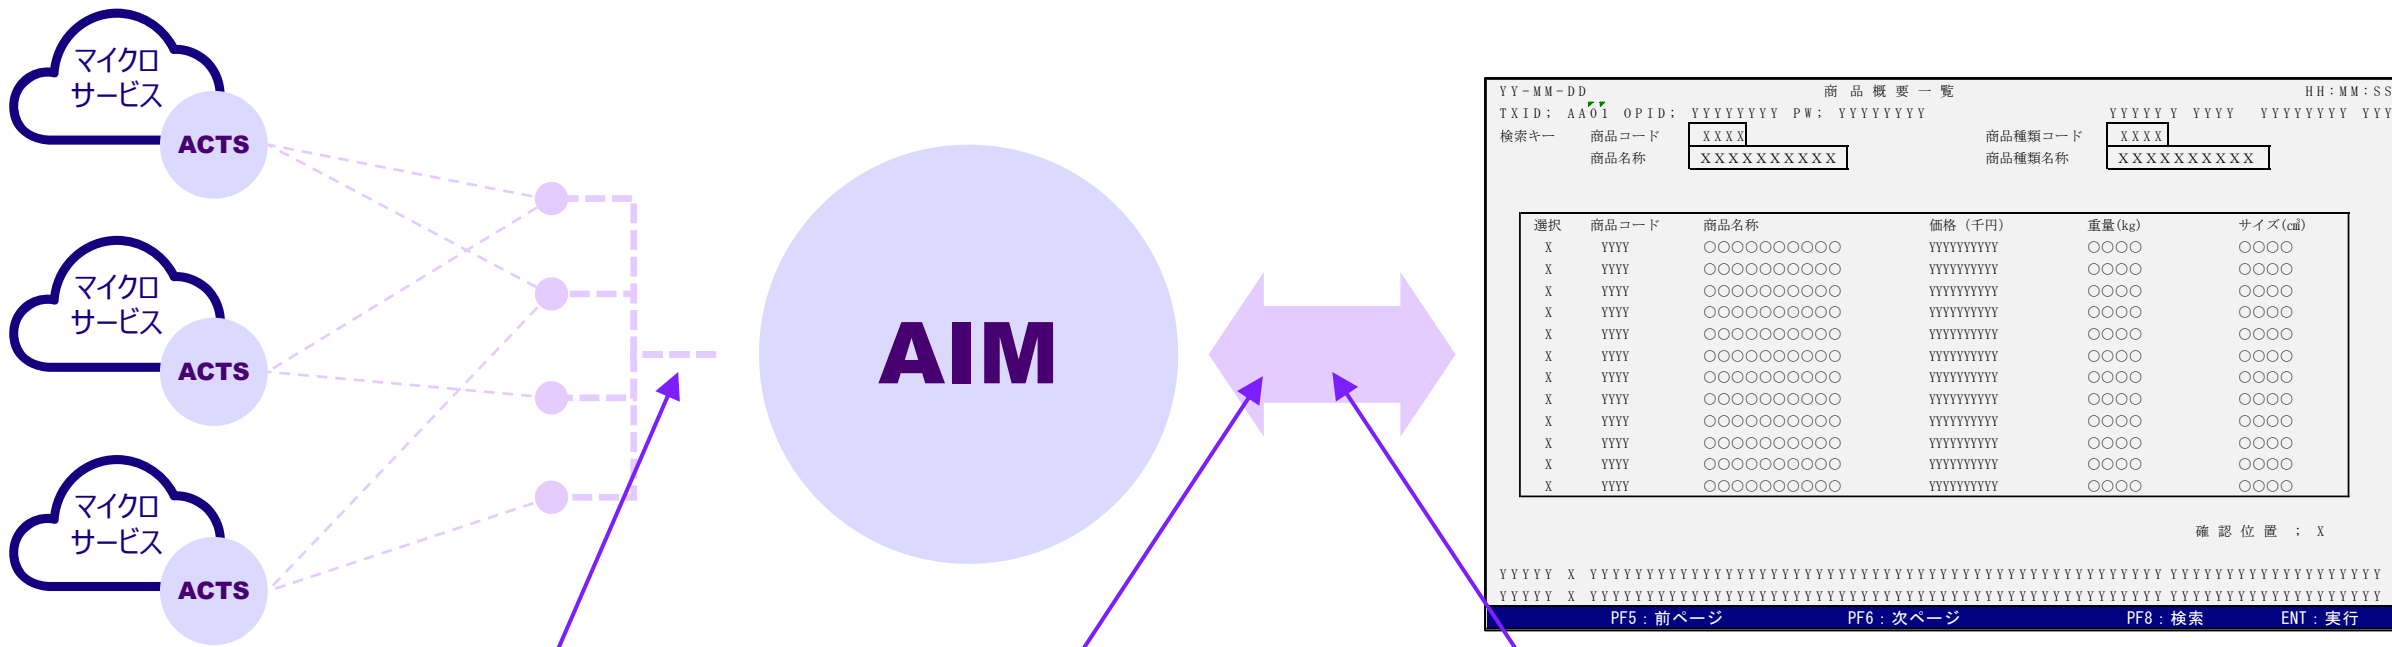 マイクロ
サービス
ACTS
マイクロ
サービス
ACTS
マイクロ
サービス
ACTS
AIM
YY-MM-DD 商品概要一覧 HH:MM:SS
TXID; AA01 OPID; YYYYYYYY PW; YYYYYYYY YYYYY Y YYYY YYYYYYYY YYY
検索キー 商品コード XXXX 商品種類コード XXXX
商品名称 XXXXXXXXXX 商品種類名称 XXXXXXXXXX
選択 商品コード 商品名称 価格（千円） 重量(kg) サイズ(c㎥)
X YYYY ○○○○○○○○○○ YYYYYYYYYY ○○○○ ○○○○
X YYYY ○○○○○○○○○○ YYYYYYYYYY ○○○○ ○○○○
X YYYY ○○○○○○○○○○ YYYYYYYYYY ○○○○ ○○○○
X YYYY ○○○○○○○○○○ YYYYYYYYYY ○○○○ ○○○○
X YYYY ○○○○○○○○○○ YYYYYYYYYY ○○○○ ○○○○
X YYYY ○○○○○○○○○○ YYYYYYYYYY ○○○○ ○○○○
X YYYY ○○○○○○○○○○ YYYYYYYYYY ○○○○ ○○○○
X YYYY ○○○○○○○○○○ YYYYYYYYYY ○○○○ ○○○○
X YYYY ○○○○○○○○○○ YYYYYYYYYY ○○○○ ○○○○
X YYYY ○○○○○○○○○○ YYYYYYYYYY ○○○○ ○○○○
X YYYY ○○○○○○○○○○ YYYYYYYYYY ○○○○ ○○○○
X YYYY ○○○○○○○○○○ YYYYYYYYYY ○○○○ ○○○○
確認位置 ; X
YYYYY X YYYYYYYYYYYYYYYYYYYYYYYYYYYYYYYYYYYYYYYYYYYYYYYYYYY YYYYYYYYYYYYYYYYYYY
YYYYY X YYYYYYYYYYYYYYYYYYYYYYYYYYYYYYYYYYYYYYYYYYYYYYYYYYY YYYYYYYYYYYYYYYYYYY
PF5：前ページ PF6：次ページ PF8：検索 ENT：実行